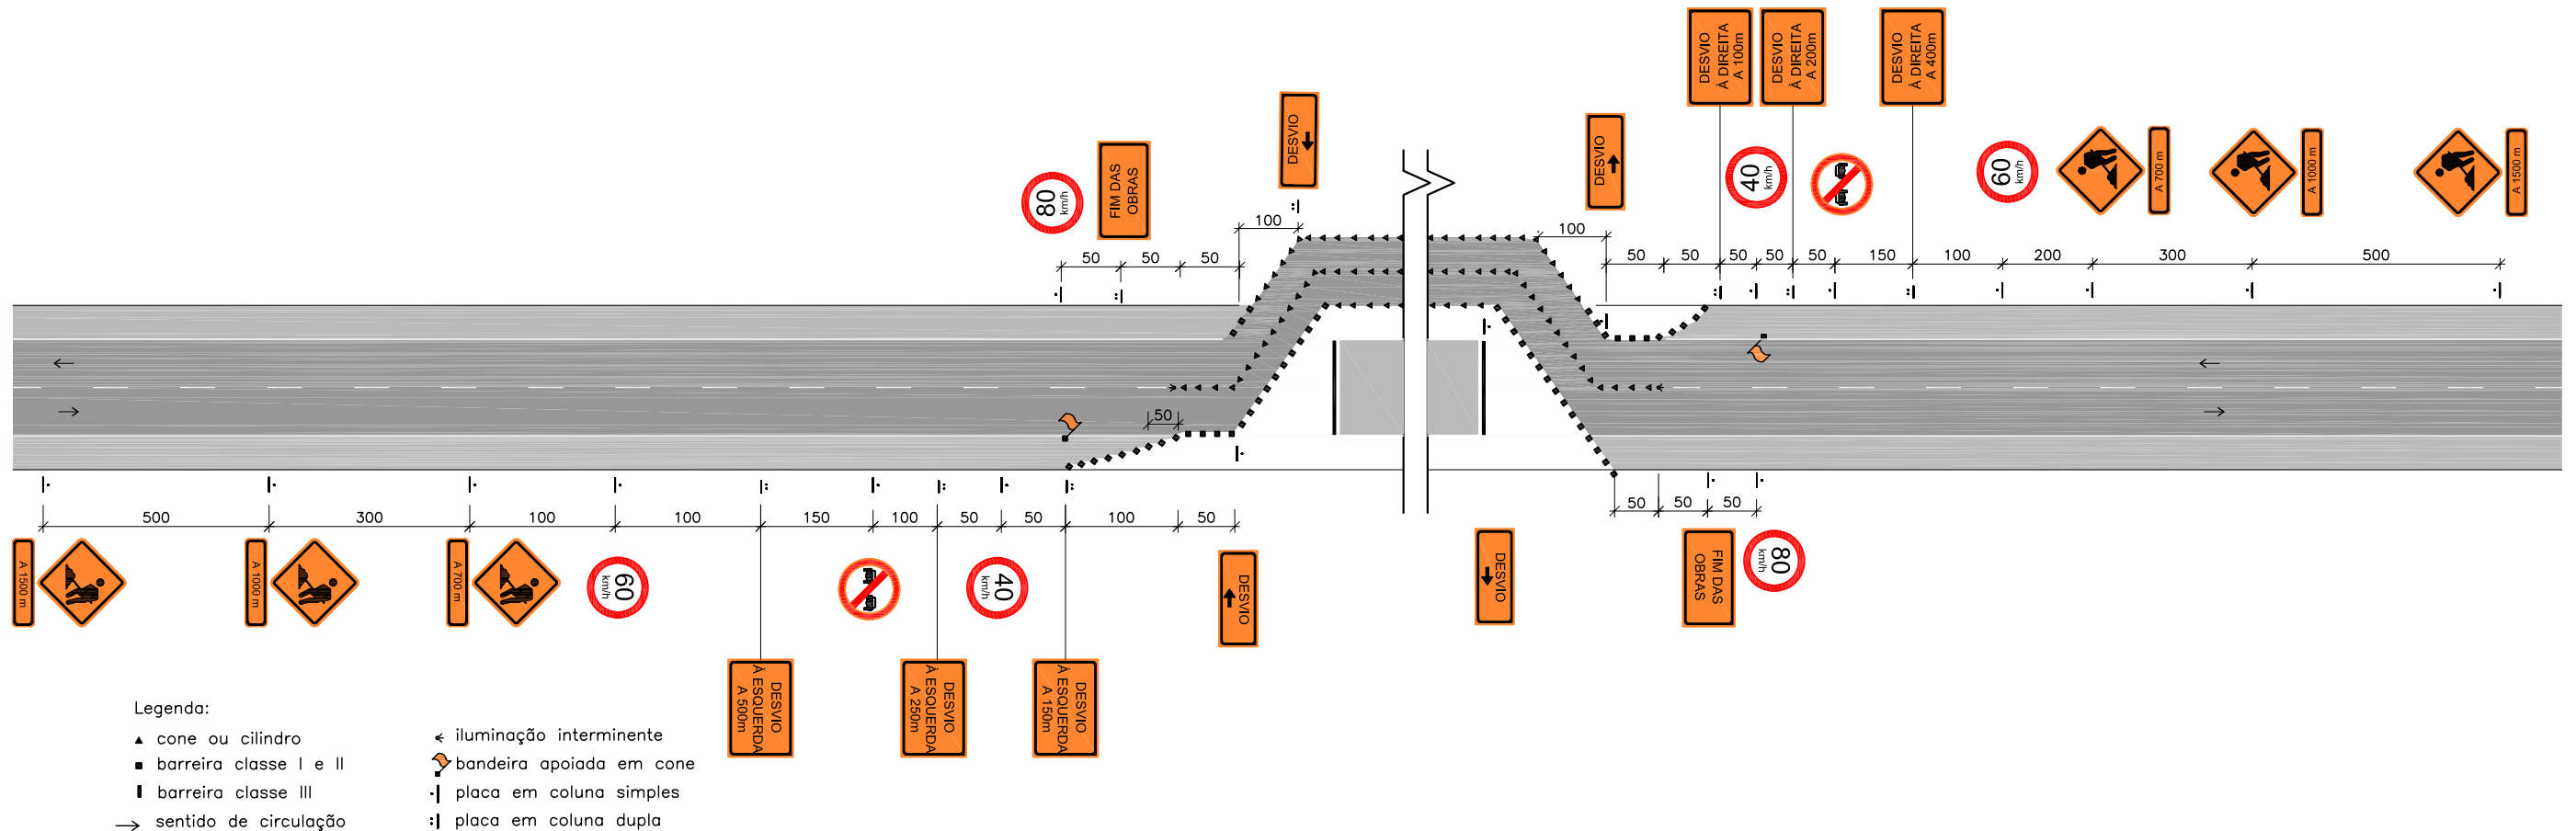 DESVIO
À DIREITA
A 100m
DESVIO
À DIREITA
A 200m
DESVIO
À DIREITA
A 400m
DESVIO
DESVIO
80
km/h
FIM DAS
OBRAS
40
km/h
60
km/h
A 700 m
A 1000 m
A 1500 m
100
100
50
50
50
50
50
50
50
50
150
100
200
300
500
50
500
300
100
100
150
100
50
50
100
50
50
50
50
A 1500 m
A 1000 m
A 700 m
60
km/h
40
km/h
DESVIO
DESVIO
FIM DAS
OBRAS
80
km/h
DESVIO
À ESQUERDA
A 500m
DESVIO
À ESQUERDA
A 250m
DESVIO
À ESQUERDA
A 150m
Legenda:
cone ou cilindro
barreira classe I e II
barreira classe III
sentido de circulação
iluminação interminente
bandeira apoiada em cone
placa em coluna simples
placa em coluna dupla